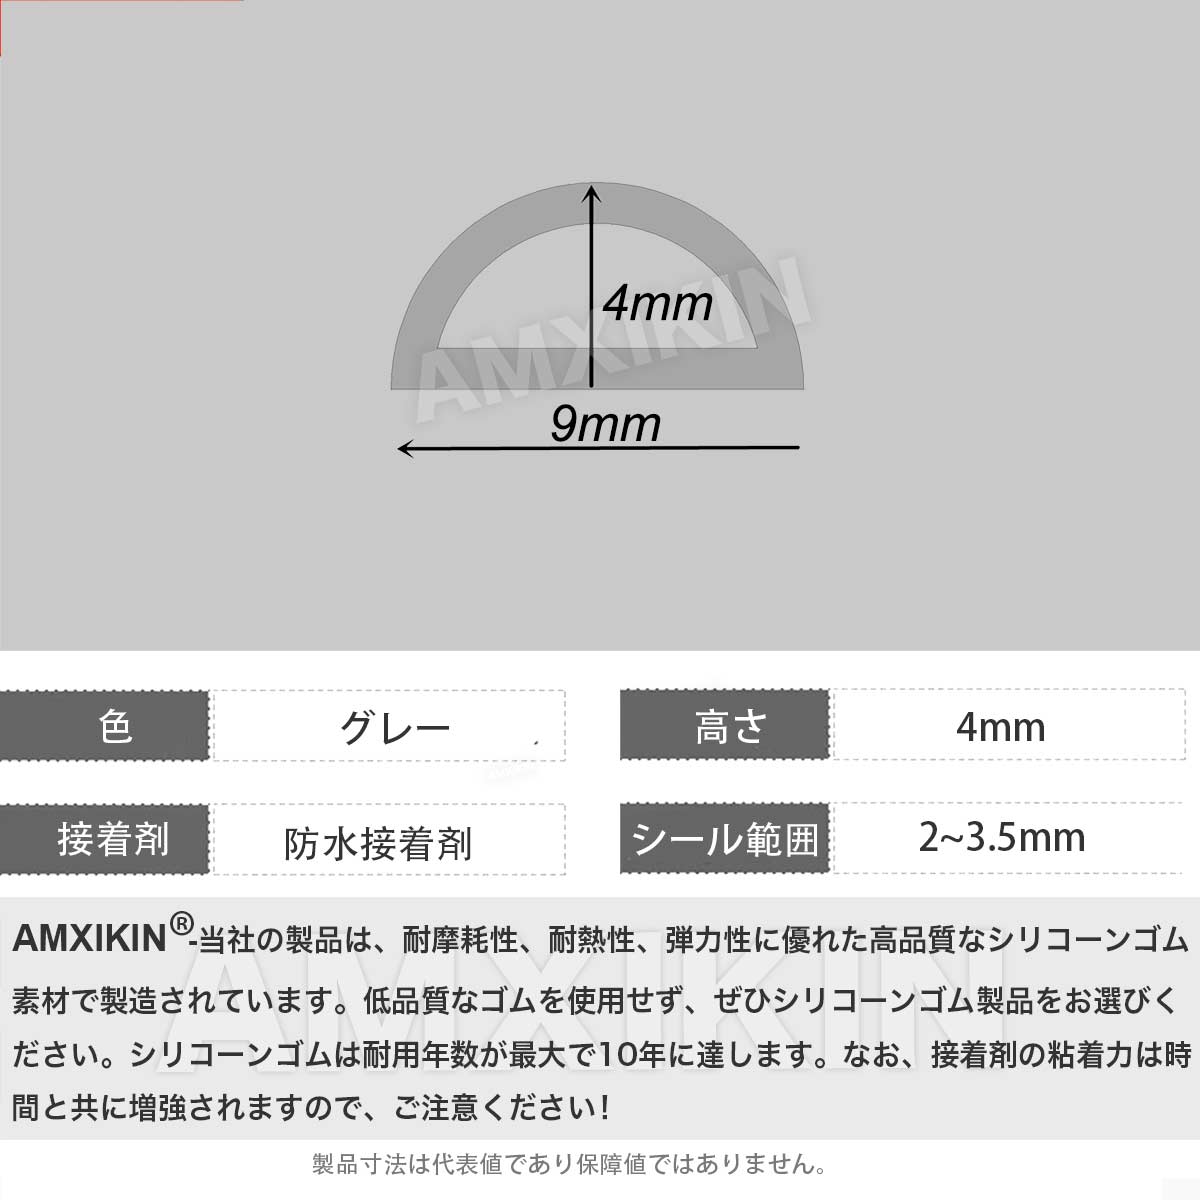 4mm
AMXIKIN
9mm
色 グレー
高さ 4mm
AMXIKIN
接着剤 防水接着剤
シール範囲 2~3.5mm
AMXIKIN®-当社の製品は、耐摩耗性、耐熱性、弾力性に優れた高品質なシリコーンゴム
AMXIKIN
素材で製造されています。低品質なゴムを使用せず、ぜひシリコーンゴム製品をお選びく
ださい。シリコーンゴムは耐用年数が最大で10年に達します。なお、接着剤の粘着力は時
間と共に増強されますので、ご注意ください!
製品寸法は代表値であり保障値ではありません。